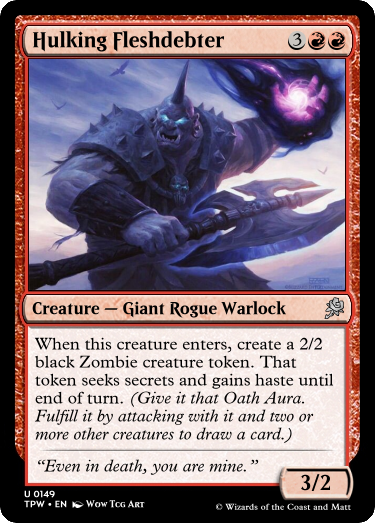 Hulking Fleshdebter 3
Creature — Giant Rogue Warlock
When this creature enters, create a 2/2
black Zombie creature token. That
token seeks secrets and gains haste until
end of turn. (Give it that Oath Aura.
Fulfill it by attacking with it and two or
more other creatures to draw a card.)
“Even in death, you are mine.”
3/2
U 0149
TPW • EN Wow Tcg Art
© Wizards of the Coast and Matt